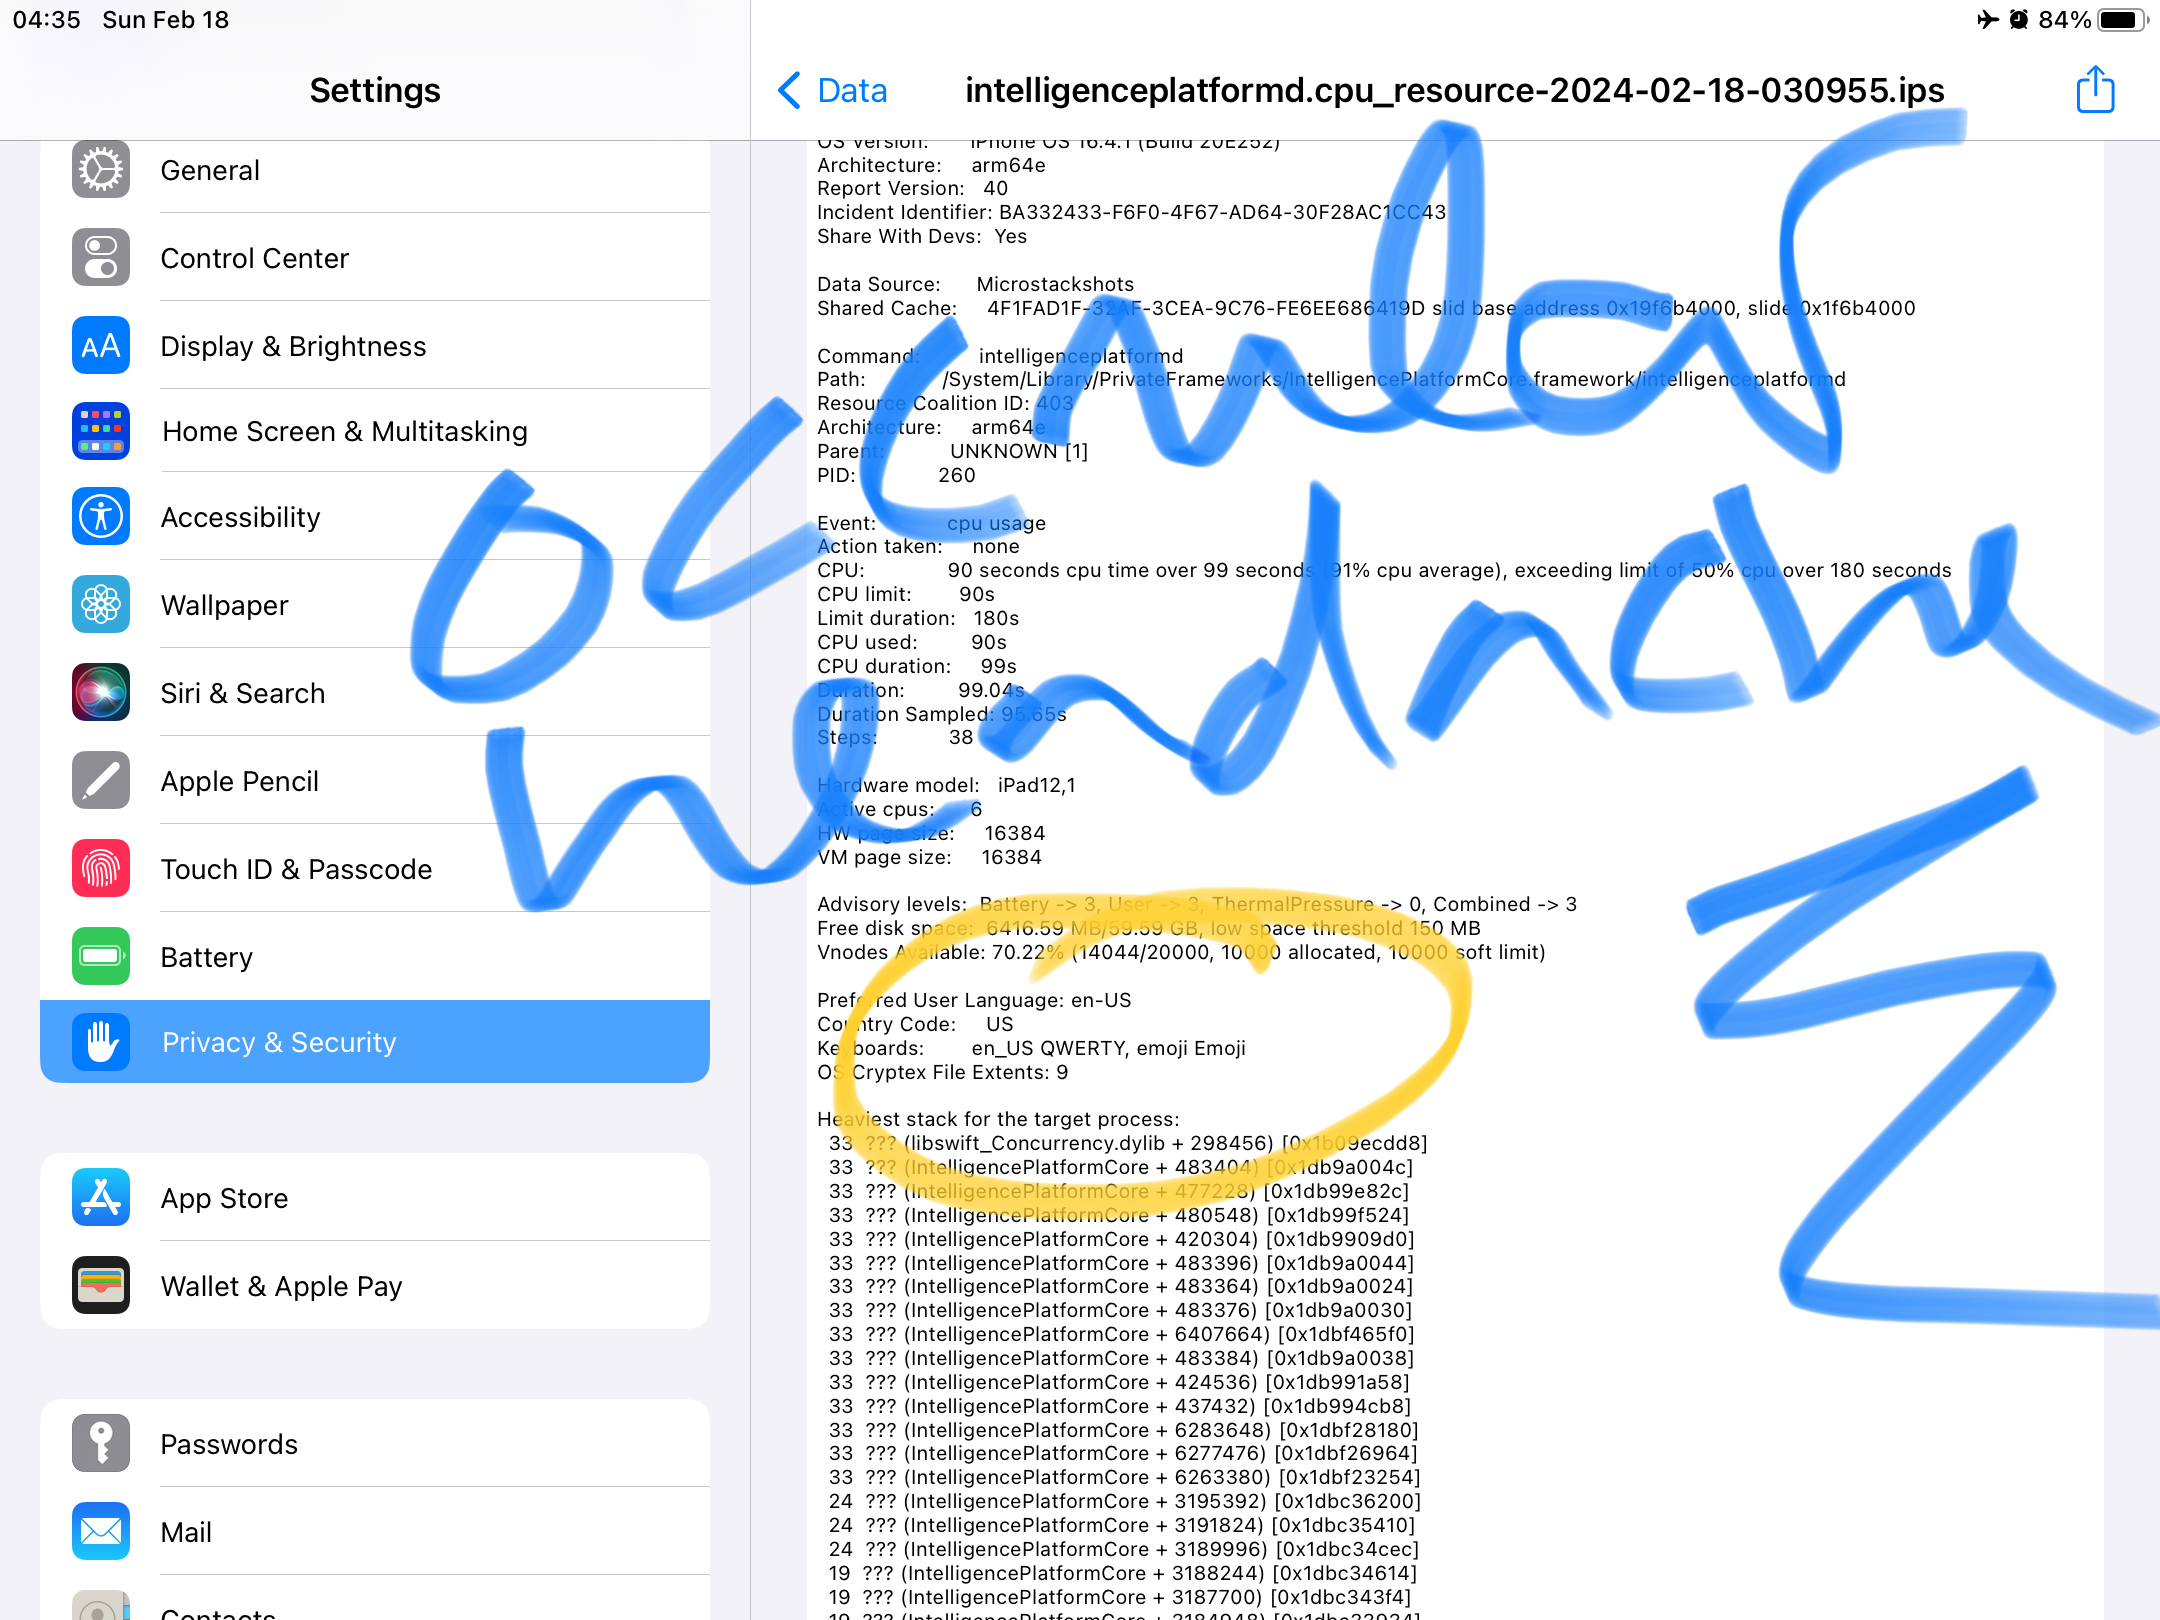 04:35 Sun Feb 18
84%
Settings
General
Control Center
AA Display & Brightness
Home Screen & Multitasking
Accessibility
Wallpaper
Siri & Search
Apple Pencil
Touch ID & Passcode
Battery
Privacy & Security
App Store
Wallet & Apple Pay
Passwords
Mail
Contacts
Data
intelligenceplatformd.cpu_resource-2024-02-18-030955.ips
OS Version: iPhone OS 16.4.1 (Build 20E252)
Architecture: arm64e
Report Version: 40
Incident Identifier: BA332433-F6F0-4F67-AD64-30F28AC1CC43
Share With Devs: Yes
Data Source: Microstackshots
Shared Cache: 4F1FAD1F-32AF-3CEA-9C76-FE6EE686419D slid base address 0x19f6b4000, slide 0x1f6b4000
Command: intelligenceplatformd
Path: /System/Library/PrivateFrameworks/IntelligencePlatformCore.framework/intelligenceplatformd
Resource Coalition ID: 403
Architecture: arm64e
Parent: UNKNOWN [1]
PID: 260
Event: cpu usage
Action taken: none
CPU: 90 seconds cpu time over 99 seconds (91% cpu average), exceeding limit of 50% cpu over 180 seconds
CPU limit: 90s
Limit duration: 180s
CPU used: 90s
CPU duration: 99s
Duration: 99.04s
Duration Sampled: 95.65s
Steps: 38
Hardware model: iPad12,1
Active cpus: 6
HW page size: 16384
VM page size: 16384
Advisory levels: Battery -> 3, User -> 3, ThermalPressure -> 0, Combined -> 3
Free disk space: 6416.59 MB/59.59 GB, low space threshold 150 MB
Vnodes Available: 70.22% (14044/20000, 10000 allocated, 10000 soft limit)
Preferred User Language: en-US
Country Code: US
Keyboards: en_US QWERTY, emoji Emoji
OS Cryptex File Extents: 9
Heaviest stack for the target process:
33 ??? (libswift_Concurrency.dylib + 298456) [0x1b09ecdd8]
33 ??? (IntelligencePlatformCore + 483404) [0x1db9a004c]
33 ??? (IntelligencePlatformCore + 477228) [0x1db99e82c]
33 ??? (IntelligencePlatformCore + 480548) [0x1db99f524]
33 ??? (IntelligencePlatformCore + 420304) [0x1db9909d0]
33 ??? (IntelligencePlatformCore + 483396) [0x1db9a0044]
33 ??? (IntelligencePlatformCore + 483364) [0x1db9a0024]
33 ??? (IntelligencePlatformCore + 483376) [0x1db9a0030]
33 ??? (IntelligencePlatformCore + 6407664) [0x1dbf465f0]
33 ??? (IntelligencePlatformCore + 483384) [0x1db9a0038]
33 ??? (IntelligencePlatformCore + 424536) [0x1db991a58]
33 ??? (IntelligencePlatformCore + 437432) [0x1db994cb8]
33 ??? (IntelligencePlatformCore + 6283648) [0x1dbf28180]
33 ??? (IntelligencePlatformCore + 6277476) [0x1dbf26964]
33 ??? (IntelligencePlatformCore + 6263380) [0x1dbf23254]
24 ??? (IntelligencePlatformCore + 3195392) [0x1dbc36200]
24 ??? (IntelligencePlatformCore + 3191824) [0x1dbc35410]
24 ??? (IntelligencePlatformCore + 3189996) [0x1dbc34cec]
19 ??? (IntelligencePlatformCore + 3188244) [0x1dbc34614]
19 ??? (IntelligencePlatformCore + 3187700) [0x1dbc343f4]
19 ??? (IntelligencePlatformCore + 3184948) [0x1dbc33934]
headache